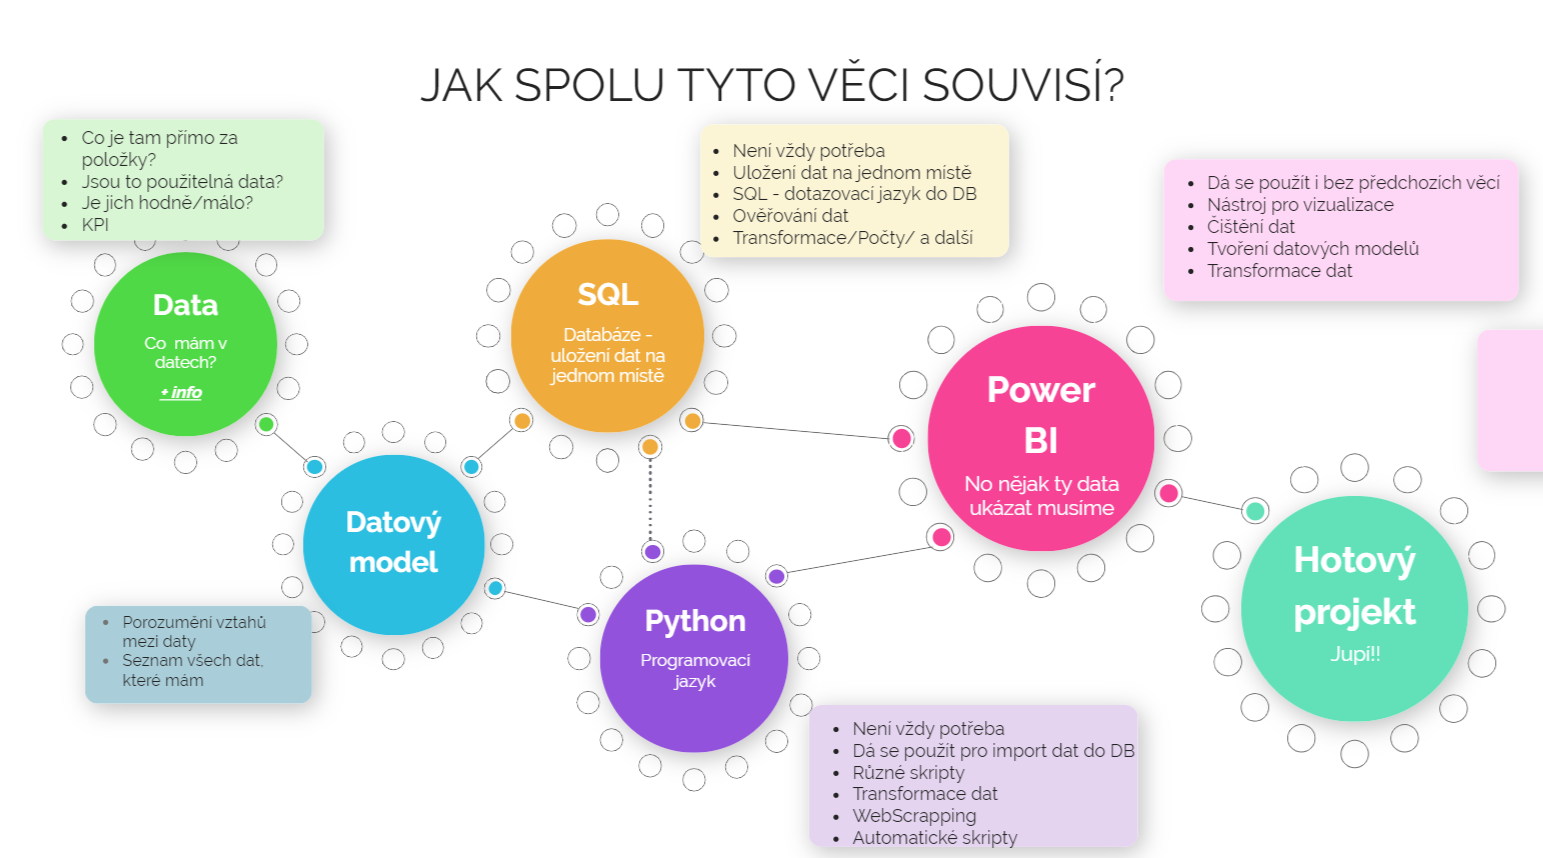 JAK SPOLU TYTO VĚCI SOUVISÍ?
• Co je tam přímo za
položky?
• Jsou to použitelná data?
• Je jich hodně/málo?
• KPI
Data
Co mám v
datech?
+ info
Datový
model
• Porozumění vztahů
mezi daty
• Seznam všech dat,
které mám
• Není vždy potřeba
• Uložení dat na jednom místě
• SQL - dotazovací jazyk do DB
• Ověřování dat
• Transformace/Počty/ a další
SQL
Databáze -
uložení dat na
jednom místě
Python
Programovací
jazyk
• Není vždy potřeba
• Dá se použít pro import dat do DB
• Různé skripty
• Transformace dat
• WebScrapping
• Automatické skripty
• Dá se použít i bez předchozích věcí
• Nástroj pro vizualizace
• Čištění dat
• Tvoření datových modelů
• Transformace dat
Power
BI
No nějak ty data
ukázat musíme
Hotový
projekt
Jupí!!